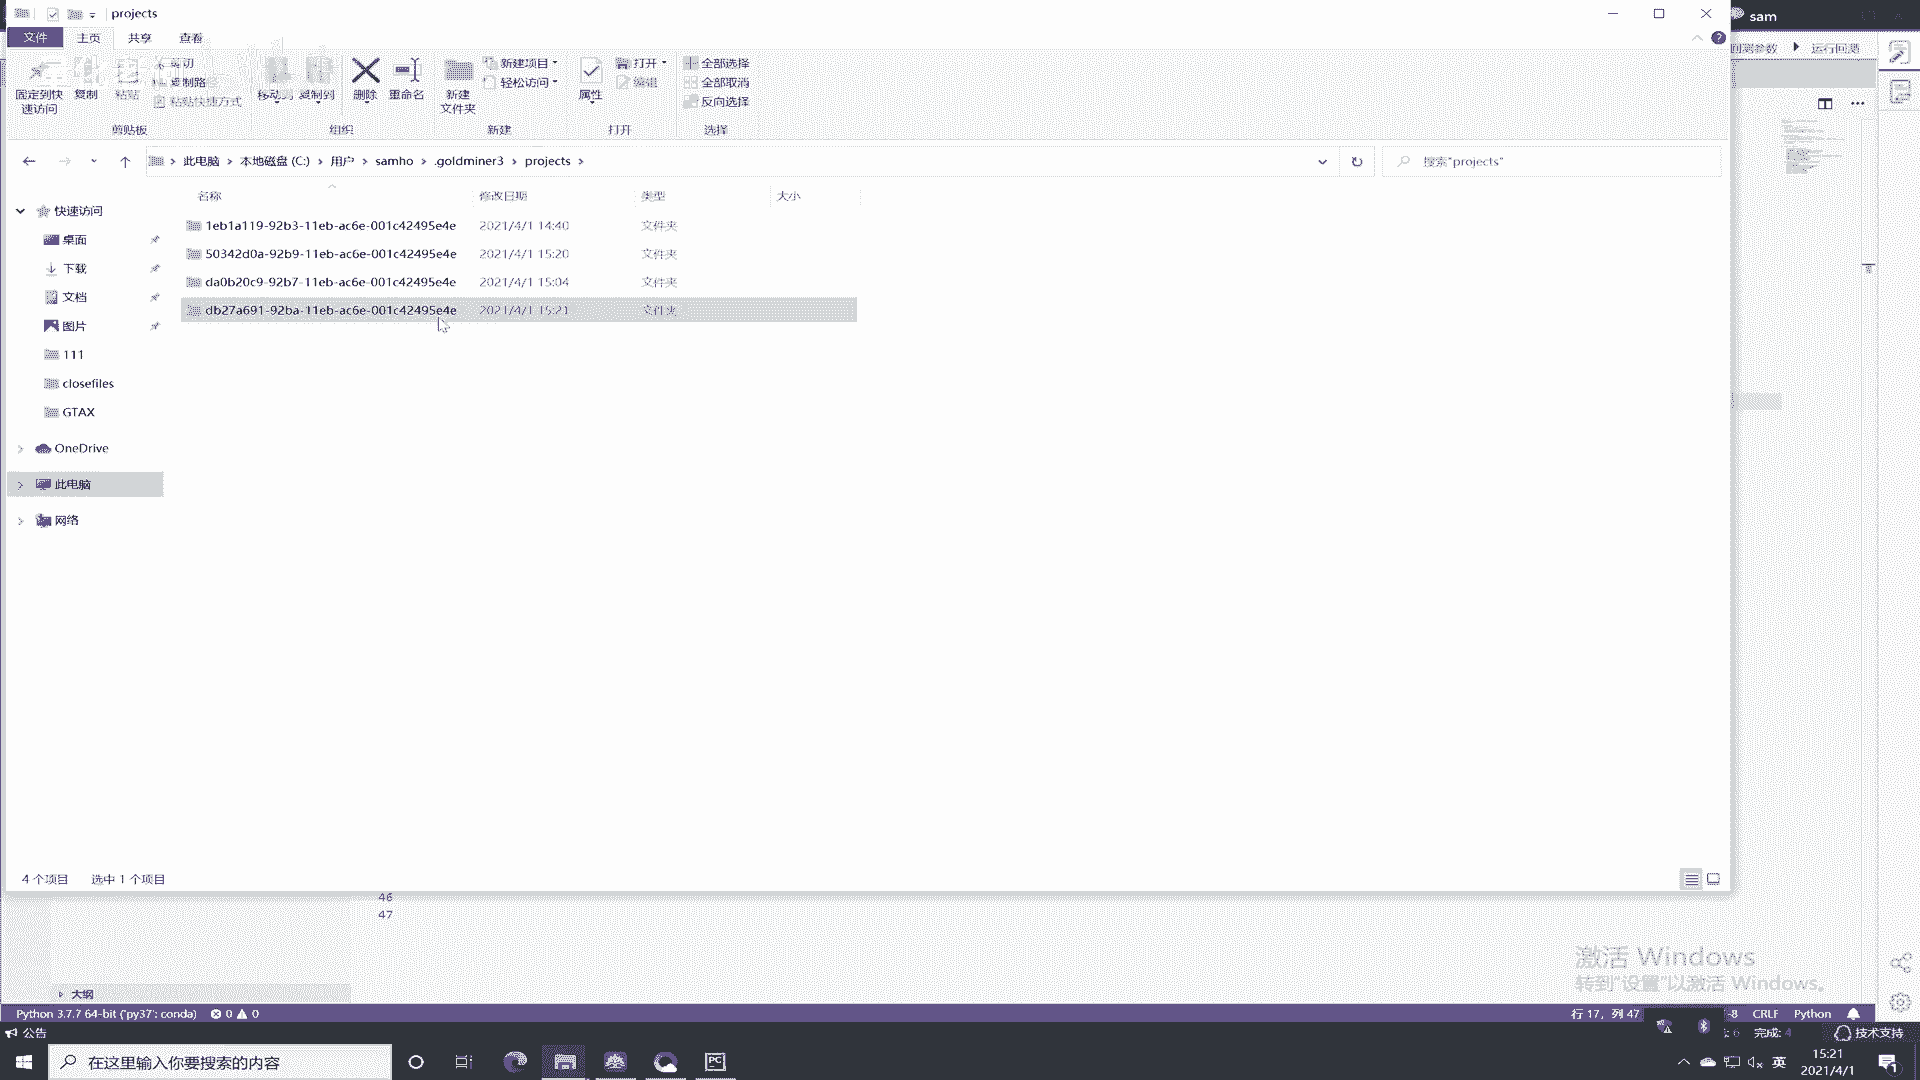 projects
sam
文件 主页 共享 查看
回测参数 运行回测
固定到快速访问
复制
粘贴
剪切
复制路
粘贴快捷方式
剪贴板
移动到 复制到 删除 重命名
组织
新建文件夹
新建项目
轻松访问
新建
属性
打开
编辑
打开
全部选择
全部取消
反向选择
选择
此电脑 本地磁盘 (C:) 用户 samho .goldminer3 projects
搜索"projects"
名称 修改日期 类型 大小
快速访问
桌面
下载
文档
图片
111
closefiles
GTAX
OneDrive
此电脑
网络
1eb1a119-92b3-11eb-ac6e-001c42495e4e 2021/4/1 14:40 文件夹
50342d0a-92b9-11eb-ac6e-001c42495e4e 2021/4/1 15:20 文件夹
da0b20c9-92b7-11eb-ac6e-001c42495e4e 2021/4/1 15:04 文件夹
db27a691-92ba-11eb-ac6e-001c42495e4e 2021/4/1 15:21 文件夹
4 个项目 选中 1 个项目
46
47
激活 Windows
转到"设置"以激活 Windows。
大纲
Python 3.7.7 64-bit ('py37': conda) 0 0
行 17, 列 47 -8 CRLF Python
公告
完成: 4 技术支持
在这里输入你要搜索的内容
PC
英
15:21
2021/4/1
1